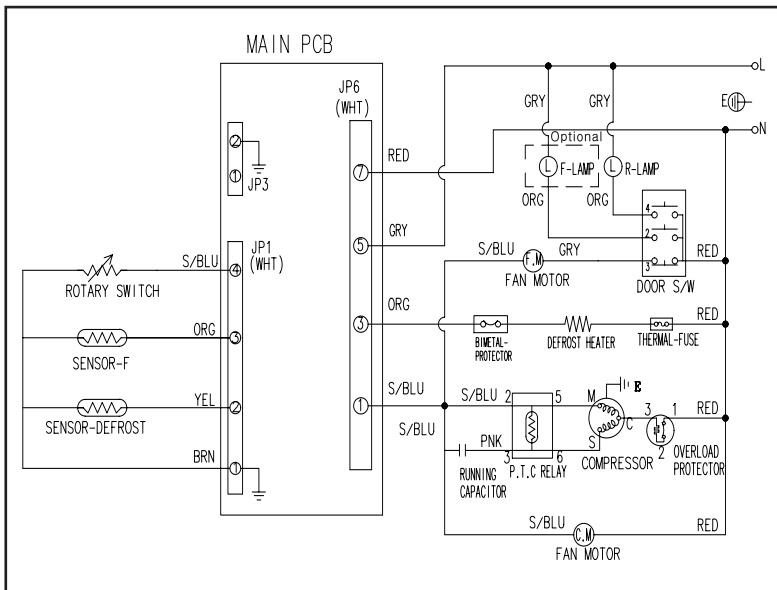 MAIN PCB
JP6
(WHT)
2
1
JP3
JP1
(WHT)
4
3
2
1
7
5
3
1
S/BLU
ROTARY SWITCH
ORG
SENSOR-F
YEL
SENSOR-DEFROST
BRN
RED
GRY
ORG
S/BLU
S/BLU
L
E
N
GRY
GRY
Optional
L
F-LAMP
L
R-LAMP
ORG
ORG
4
2
3
DOOR S/W
S/BLU
F.M
GRY
FAN MOTOR
RED
BIMETAL-
PROTECTOR
DEFROST HEATER
THERMAL-FUSE
RED
S/BLU
2
5
M
E
C
S
3
1
2
RED
PNK
3
6
RUNNING
CAPACITOR
P.T.C RELAY
COMPRESSOR
OVERLOAD
PROTECTOR
S/BLU
C.M
FAN MOTOR
RED